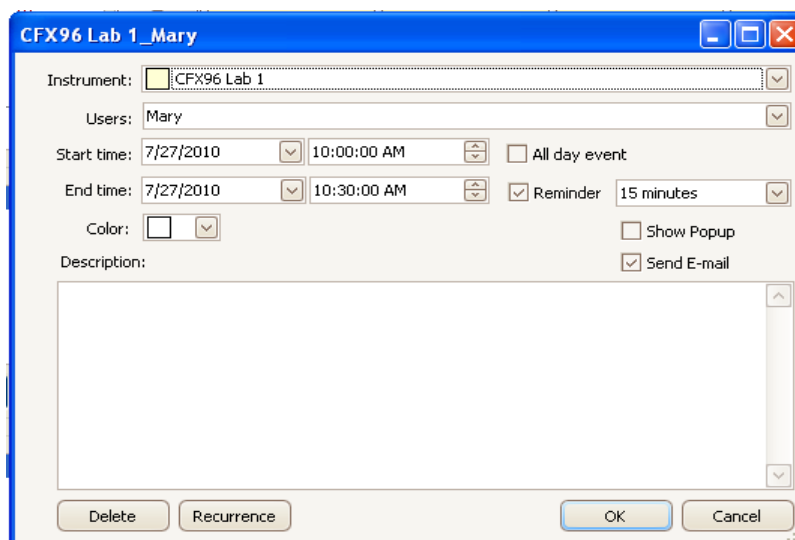 CFX96 Lab 1_Mary
Instrument: CFX96 Lab 1
Users: Mary
Start time: 7/27/2010 10:00:00 AM All day event
End time: 7/27/2010 10:30:00 AM Reminder 15 minutes
Color: Show Popup
Description: Send E-mail
Delete Recurrence OK Cancel